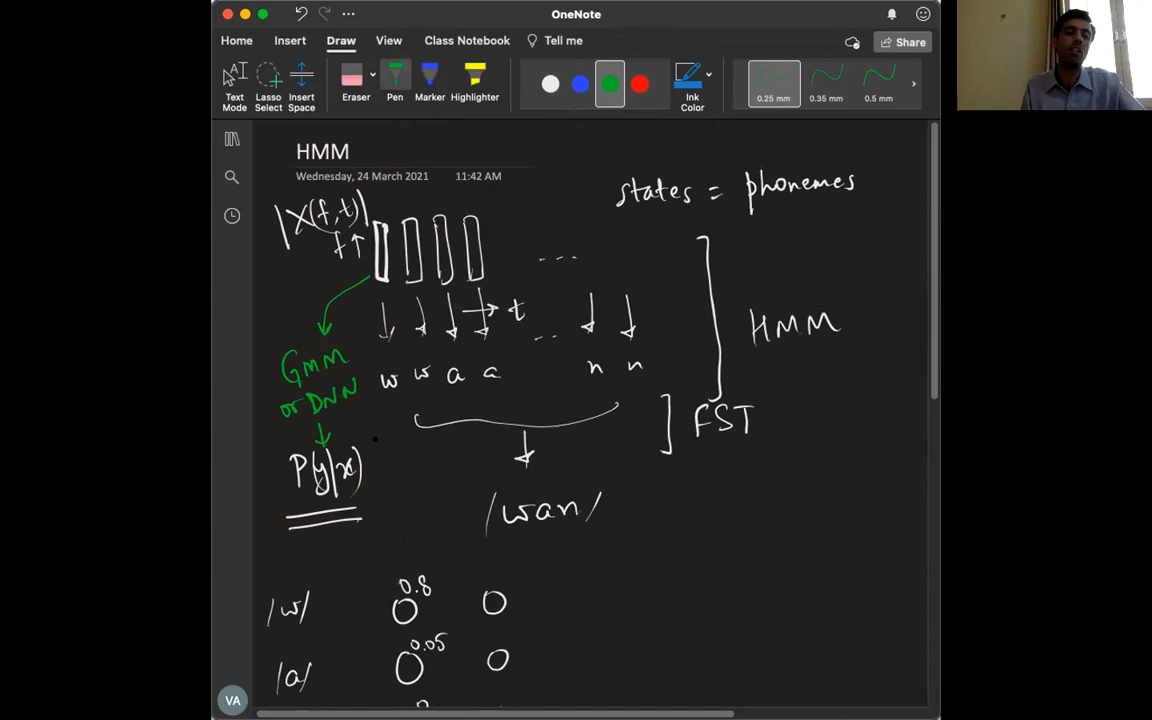 OneNote
Home Insert Draw View Class Notebook Tell me Share
Text Mode
Lasso Select
Insert Space
Eraser
Pen
Marker
Highlighter
Ink Color
0.25 mm
0.35 mm
0.5 mm
HMM
Wednesday, 24 March 2021 11:42 AM
states = phonemes
|X(f,t)|
f↑
...
→ t
HMM
...
GMM
or DNN
w w a a n n
] FST
P(y|x)
/wan/
/w/ 0.8
/a/ 0.05
VA